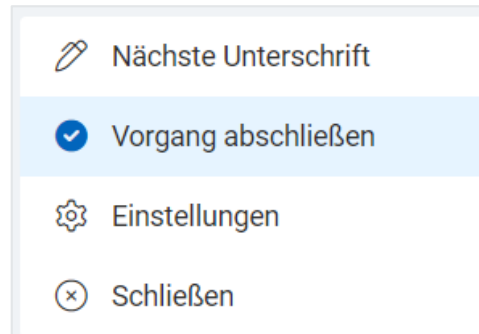 Nächste Unterschrift
Vorgang abschließen
Einstellungen
Schließen